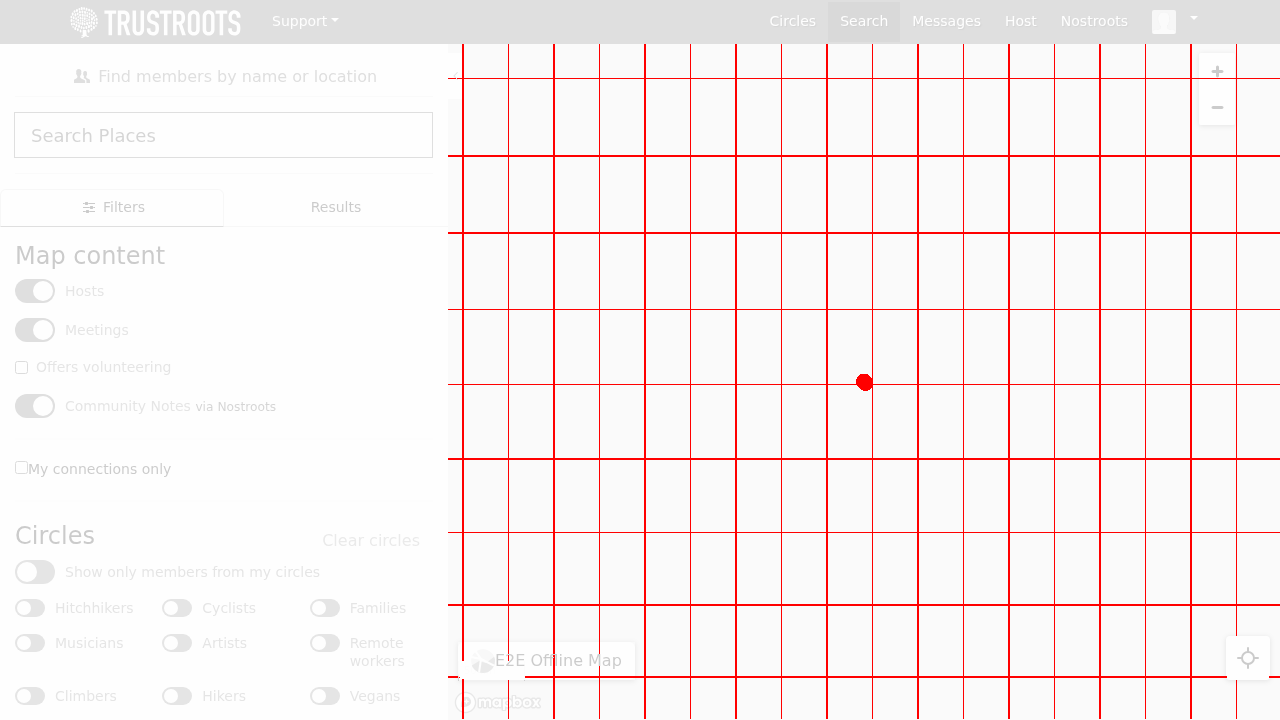 TRUSTROOTS Support Circles Search Messages Host Nostroots
Find members by name or location
Search Places
Filters Results
Map content
Hosts
Meetings
Offers volunteering
Community Notes via Nostroots
My connections only
Circles Clear circles
Show only members from my circles
Hitchhikers Cyclists Families
Musicians Artists Remote workers
Climbers Hikers Vegans
E2E Offline Map
mapbox